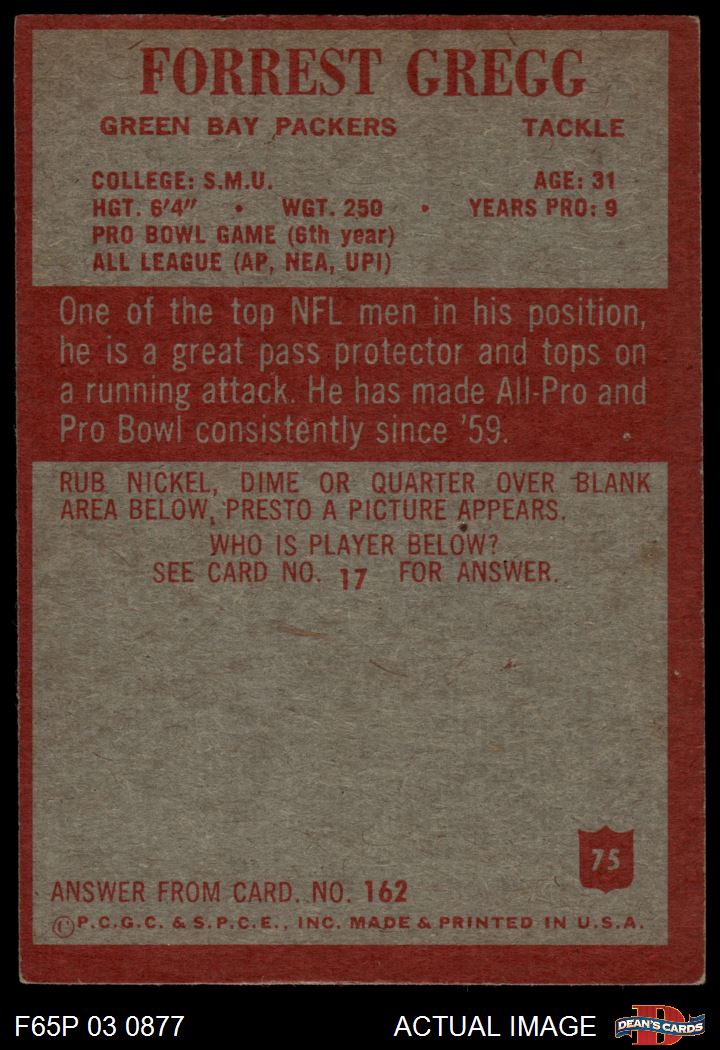 FORREST GREGG
GREEN BAY PACKERS TACKLE
COLLEGE: S.M.U. AGE: 31
HGT. 6'4" • WGT. 250 • YEARS PRO: 9
PRO BOWL GAME (6th year)
ALL LEAGUE (AP, NEA, UPI)
One of the top NFL men in his position,
he is a great pass protector and tops on
a running attack. He has made All-Pro and
Pro Bowl consistently since '59.
RUB NICKEL, DIME OR QUARTER OVER BLANK
AREA BELOW, PRESTO A PICTURE APPEARS.
WHO IS PLAYER BELOW?
SEE CARD NO. 17 FOR ANSWER.
75
ANSWER FROM CARD. NO. 162
©P.C.G.C. & S.P.C.E., INC. MADE & PRINTED IN U.S.A.
F65P 03 0877 ACTUAL IMAGE D DEAN'S CARDS